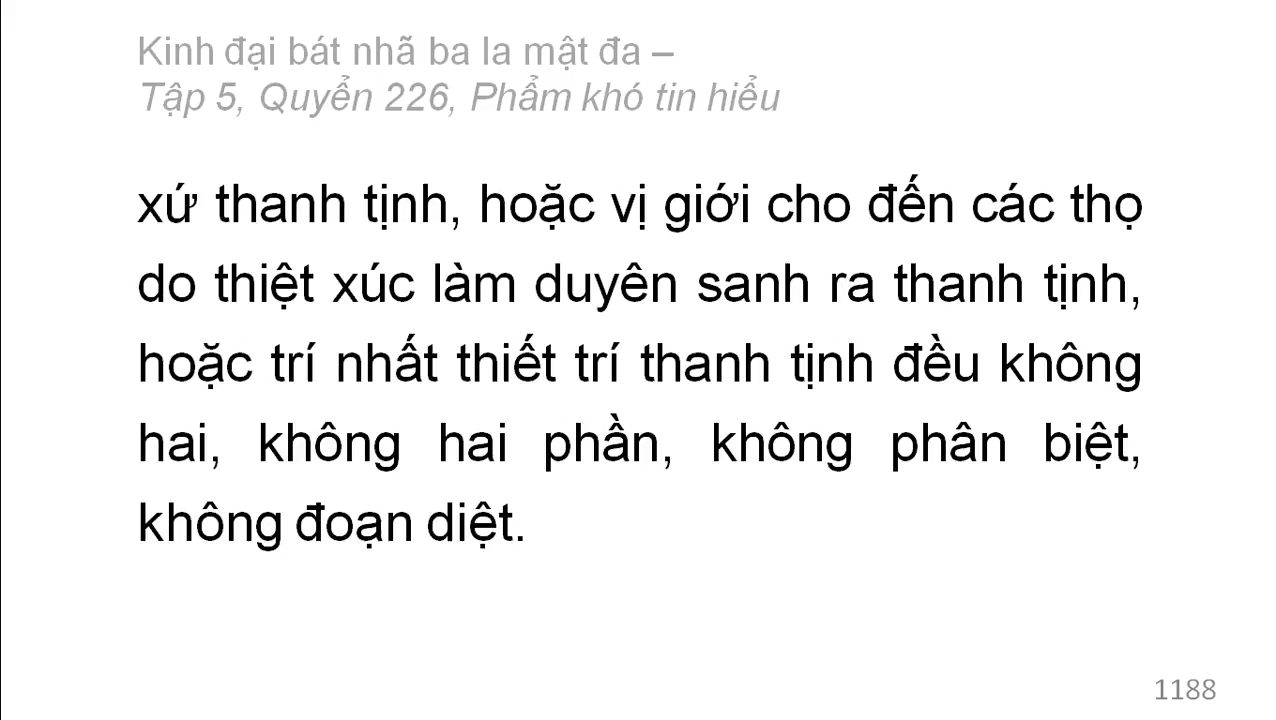 Kinh đại bát nhã ba la mật đa –
Tập 5, Quyển 226, Phẩm khó tin hiểu
xứ thanh tịnh, hoặc vị giới cho đến các thọ
do thiệt xúc làm duyên sanh ra thanh tịnh,
hoặc trí nhất thiết trí thanh tịnh đều không
hai, không hai phần, không phân biệt,
không đoạn diệt.
1188